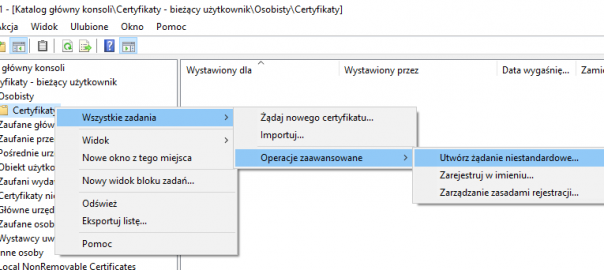 1 - [Katalog główny konsoli\Certyfikaty - bieżący użytkownik\Osobisty\Certyfikaty]
Akcja Widok Ulubione Okno Pomoc
główny konsoli
yfikaty - bieżący użytkownik
Osobisty
Certyfikaty
Zaufane głów
Zaufane prze
Pośrednie urz
Obiekt użytko
Zaufani wyda
Certyfikaty nie
Główne urzęd
Zaufane osob
Wystawcy uw
Inne osoby
Local NonRemovable Certificates
Wystawiony dla Wystawiony przez Data wygaśnię... Zamie
Wszystkie zadania
Widok
Nowe okno z tego miejsca
Nowy widok bloku zadań...
Odśwież
Eksportuj listę...
Pomoc
Żądaj nowego certyfikatu...
Importuj...
Operacje zaawansowane
Utwórz żądanie niestandardowe...
Zarejestruj w imieniu...
Zarządzanie zasadami rejestracji...